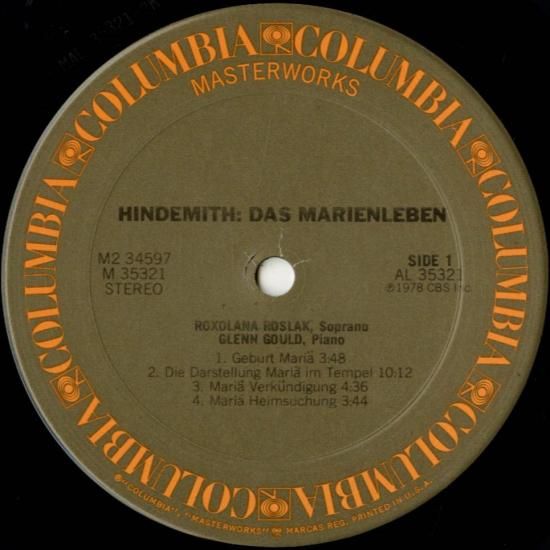 COLUMBIA COLUMBIA COLUMBIA COLUMBIA COLUMBIA COLUMBIA
MASTERWORKS
HINDEMITH: DAS MARIENLEBEN
M2 34597
M 35321
STEREO
SIDE 1
AL 35321
℗1978 CBS Inc.
ROXOLANA ROSLAK, Soprano
GLENN GOULD, Piano
1. Geburt Mariä 3:48
2. Die Darstellung Mariä im Tempel 10:12
3. Mariä Verkündigung 4:36
4. Mariä Heimsuchung 3:44
"COLUMBIA", "MASTERWORKS" MARCAS REG. PRINTED IN U.S.A.